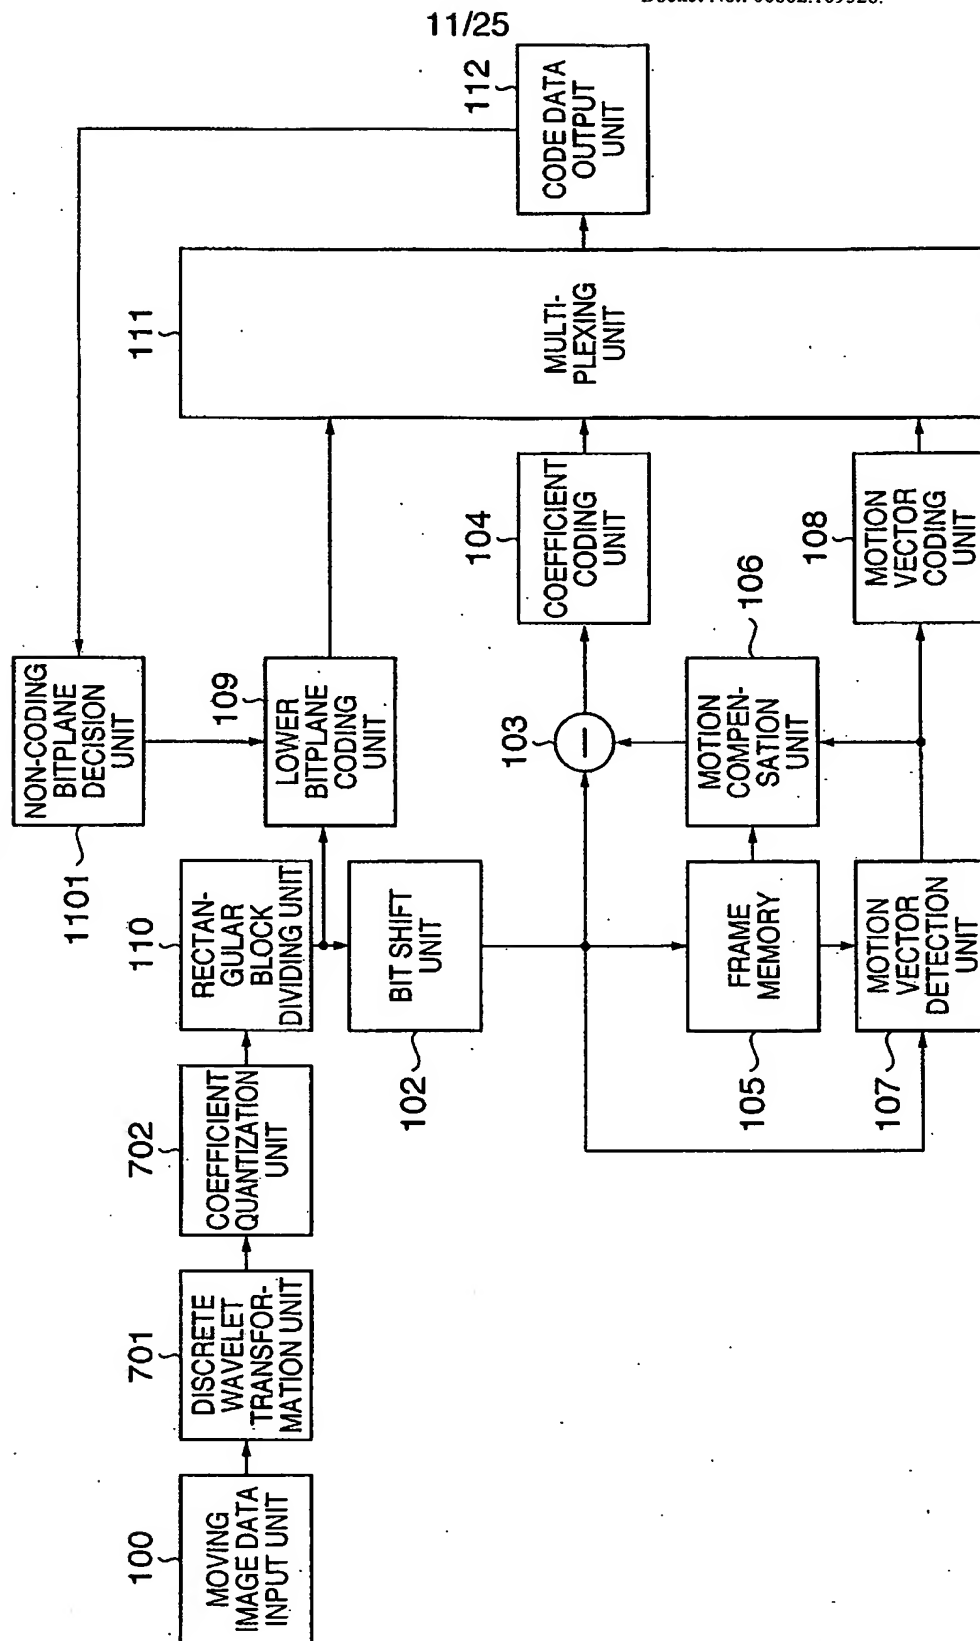 11/25
100
MOVING
IMAGE DATA
INPUT UNIT
701
DISCRETE
WAVELET
TRANSFOR-
MATION UNIT
702
COEFFICIENT
QUANTIZATION
UNIT
110
RECTAN-
GULAR
BLOCK
DIVIDING UNIT
1101
NON-CODING
BITPLANE
DECISION
UNIT
109
LOWER
BITPLANE
CODING
UNIT
102
BIT SHIFT
UNIT
103
104
COEFFICIENT
CODING
UNIT
105
FRAME
MEMORY
106
MOTION
COMPEN-
SATION
UNIT
107
MOTION
VECTOR
DETECTION
UNIT
108
MOTION
VECTOR
CODING
UNIT
111
MULTI-
PLEXING
UNIT
112
CODE DATA
OUTPUT
UNIT